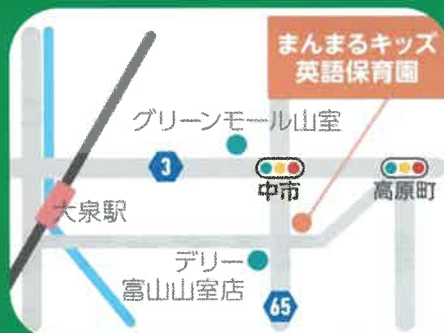 まんまるキッズ
英語保育園
グリーンモール山室
3
中市
高原町
大泉駅
デリー
富山山室店
65